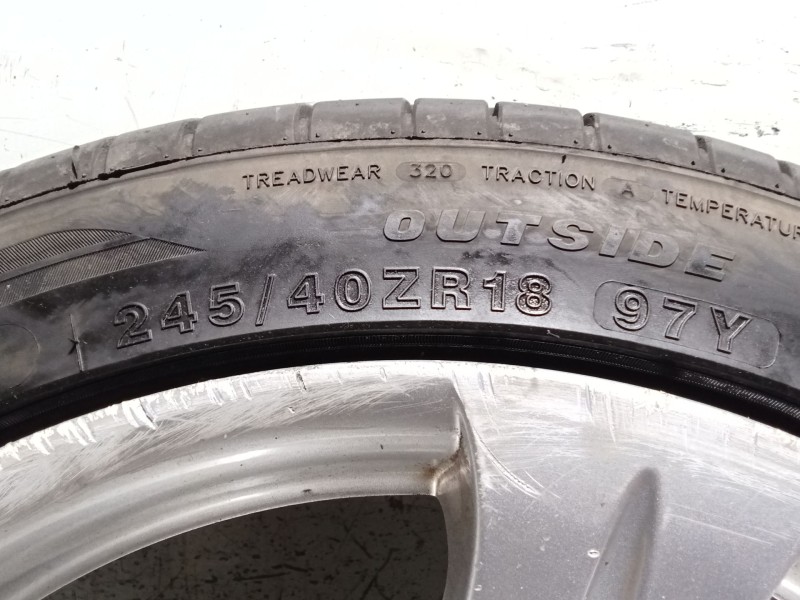 TREADWEAR 320 TRACTION A TEMPERATUR
OUTSIDE
245/40ZR18 97Y